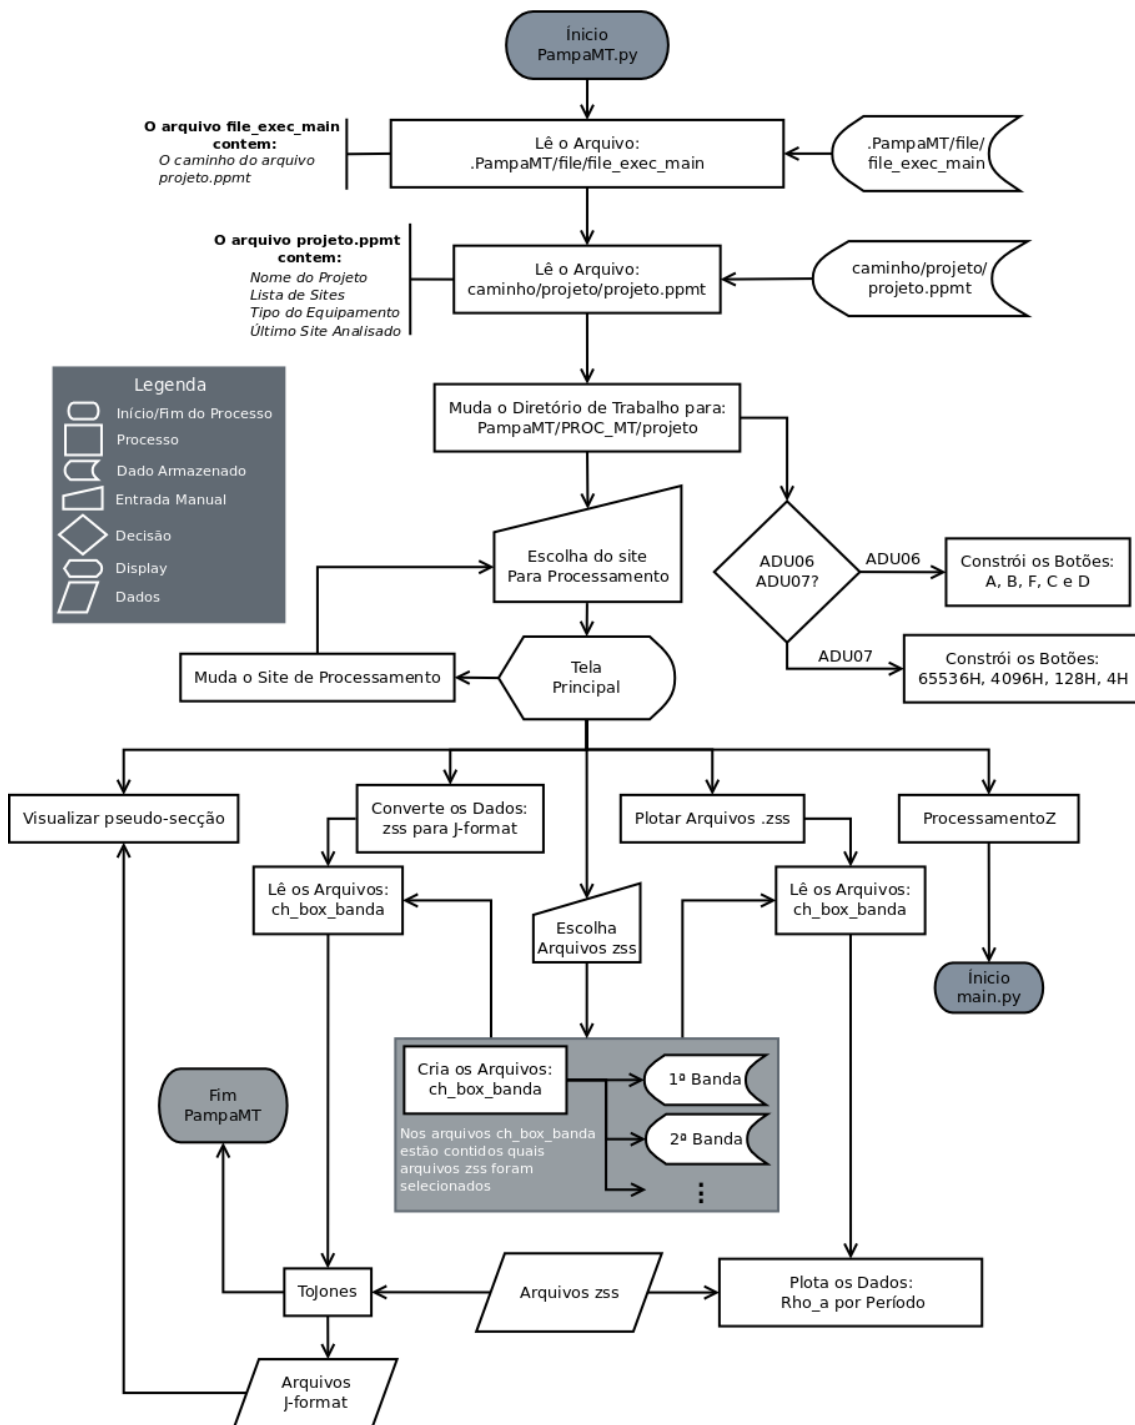 Ínicio
PampaMT.py
O arquivo file_exec_main
contem:
O caminho do arquivo
projeto.ppmt
Lê o Arquivo:
.PampaMT/file/file_exec_main
.PampaMT/file/
file_exec_main
O arquivo projeto.ppmt
contem:
Nome do Projeto
Lista de Sites
Tipo do Equipamento
Último Site Analisado
Lê o Arquivo:
caminho/projeto/projeto.ppmt
caminho/projeto/
projeto.ppmt
Legenda
Início/Fim do Processo
Processo
Dado Armazenado
Entrada Manual
Decisão
Display
Dados
Muda o Diretório de Trabalho para:
PampaMT/PROC_MT/projeto
Escolha do site
Para Processamento
ADU06
ADU07?
ADU06
Constrói os Botões:
A, B, F, C e D
ADU07
Constrói os Botões:
65536H, 4096H, 128H, 4H
Muda o Site de Processamento
Tela
Principal
Visualizar pseudo-secção
Converte os Dados:
zss para J-format
Plotar Arquivos .zss
ProcessamentoZ
Lê os Arquivos:
ch_box_banda
Escolha
Arquivos zss
Lê os Arquivos:
ch_box_banda
Ínicio
main.py
Cria os Arquivos:
ch_box_banda
1ª Banda
2ª Banda
⋮
Nos arquivos ch_box_banda
estão contidos quais
arquivos zss foram
selecionados
Fim
PampaMT
ToJones
Arquivos zss
Plota os Dados:
Rho_a por Período
Arquivos
J-format